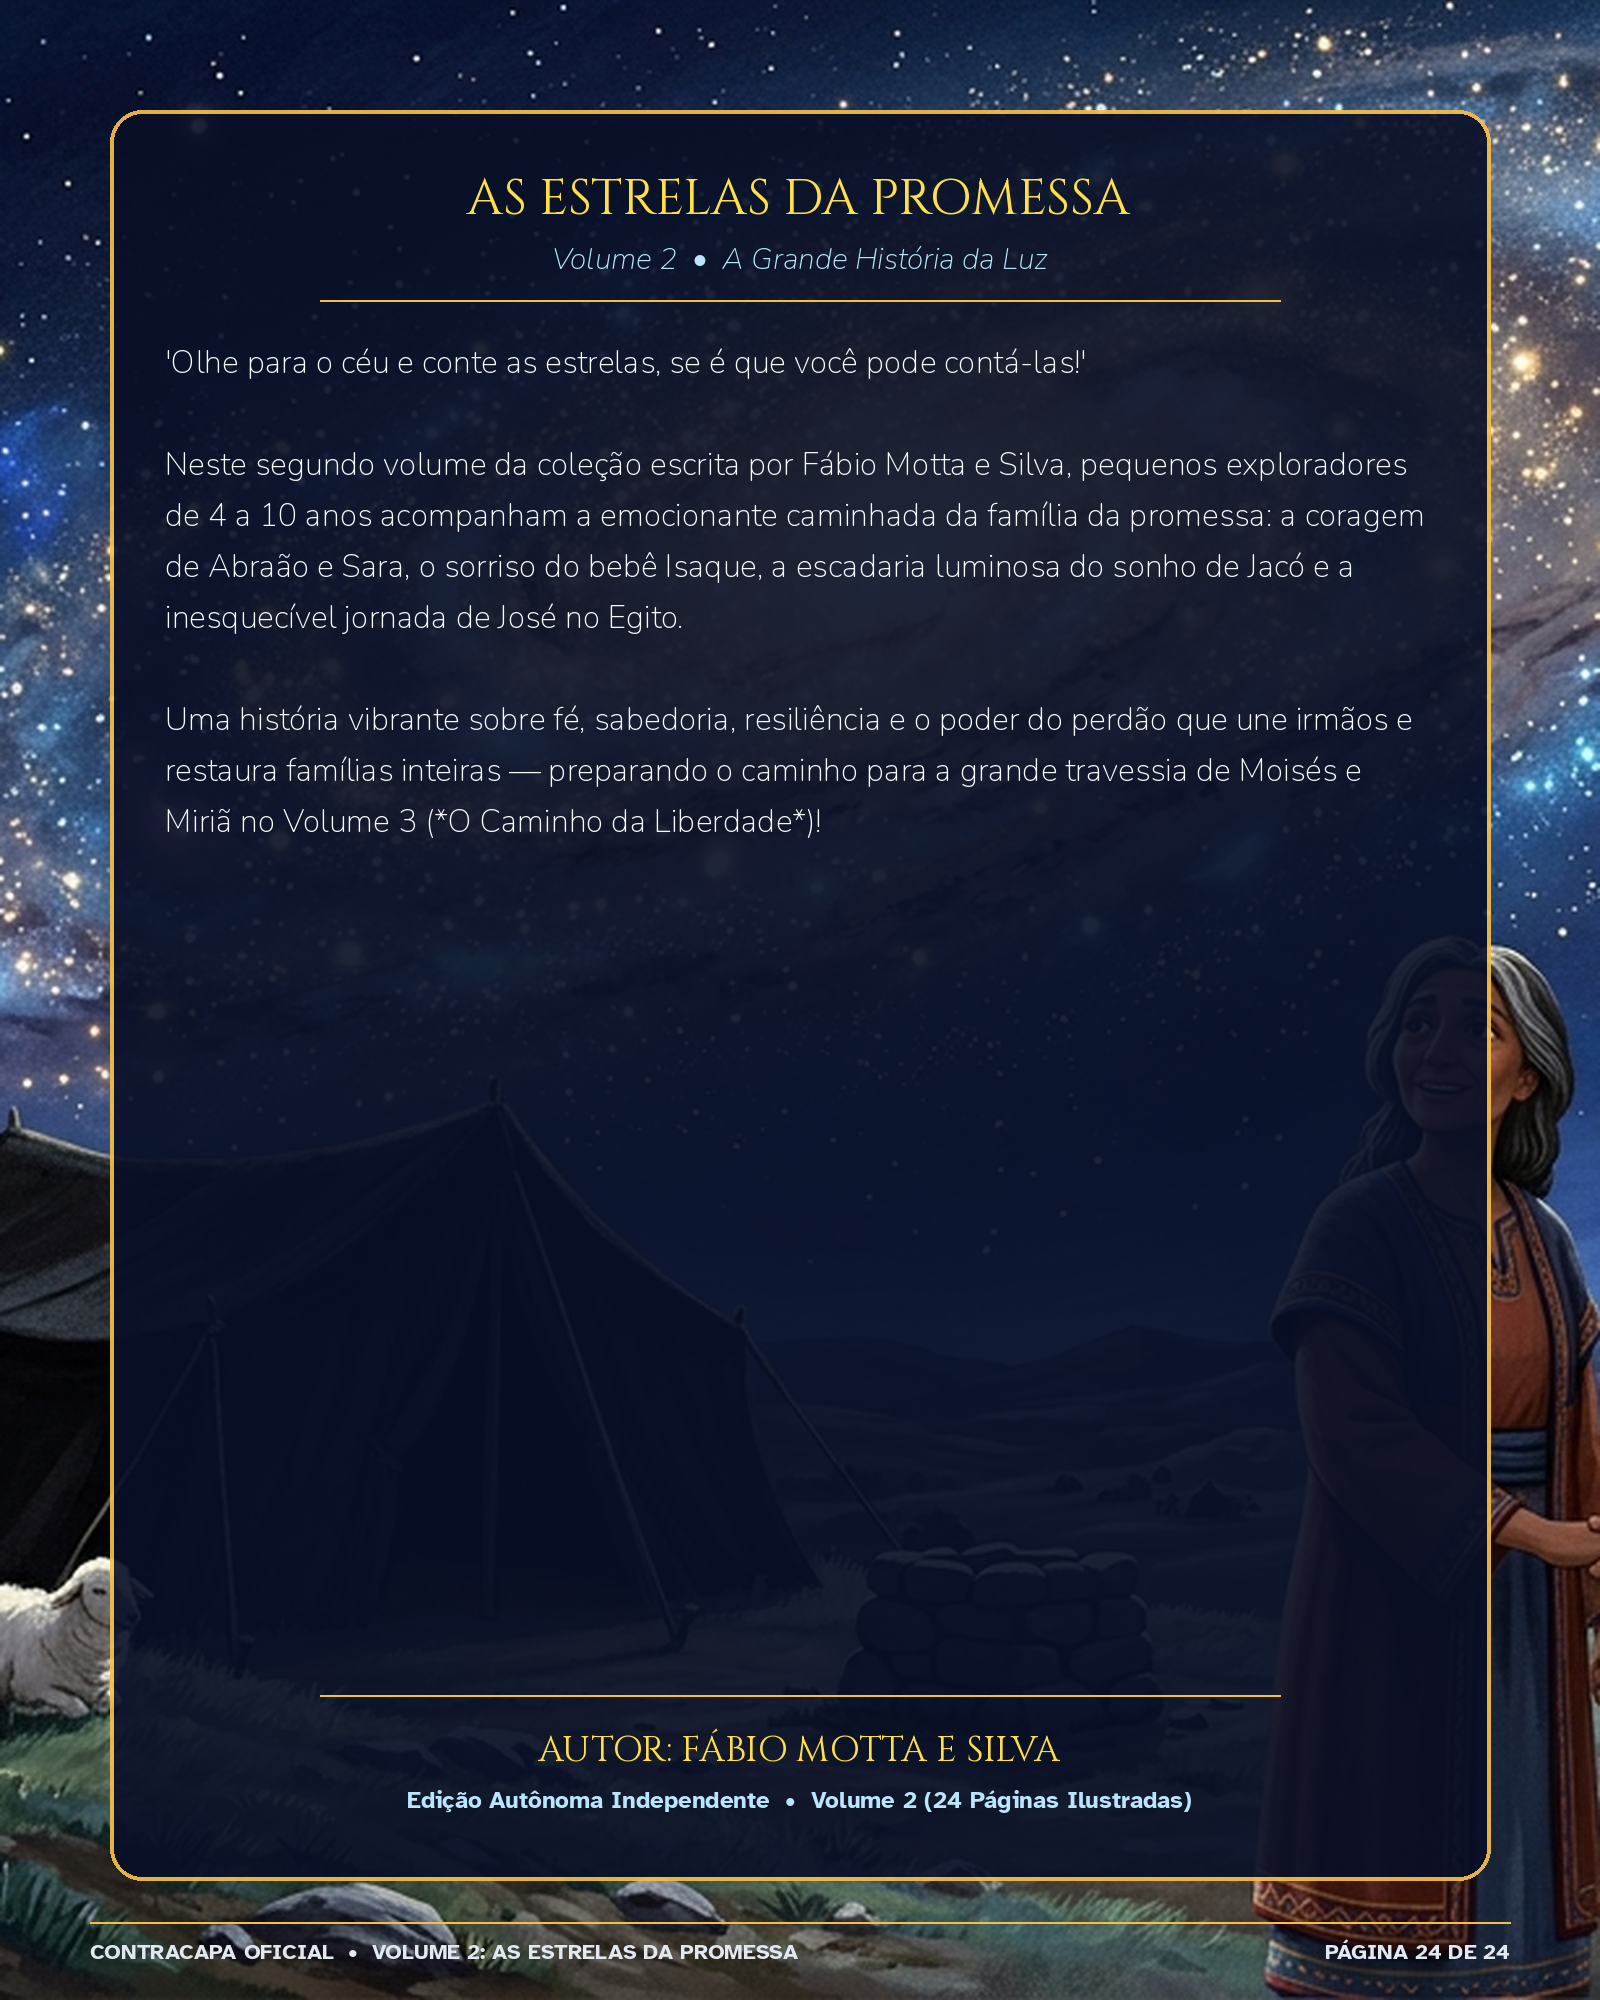 AS ESTRELAS DA PROMESSA
Volume 2 • A Grande História da Luz
'Olhe para o céu e conte as estrelas, se é que você pode contá-las!'
Neste segundo volume da coleção escrita por Fábio Motta e Silva, pequenos exploradores
de 4 a 10 anos acompanham a emocionante caminhada da família da promessa: a coragem
de Abraão e Sara, o sorriso do bebê Isaque, a escadaria luminosa do sonho de Jacó e a
inesquecível jornada de José no Egito.
Uma história vibrante sobre fé, sabedoria, resiliência e o poder do perdão que une irmãos e
restaura famílias inteiras — preparando o caminho para a grande travessia de Moisés e
Miriã no Volume 3 (*O Caminho da Liberdade*)!
AUTOR: FÁBIO MOTTA E SILVA
Edição Autônoma Independente • Volume 2 (24 Páginas Ilustradas)
CONTRACAPA OFICIAL • VOLUME 2: AS ESTRELAS DA PROMESSA
PÁGINA 24 DE 24